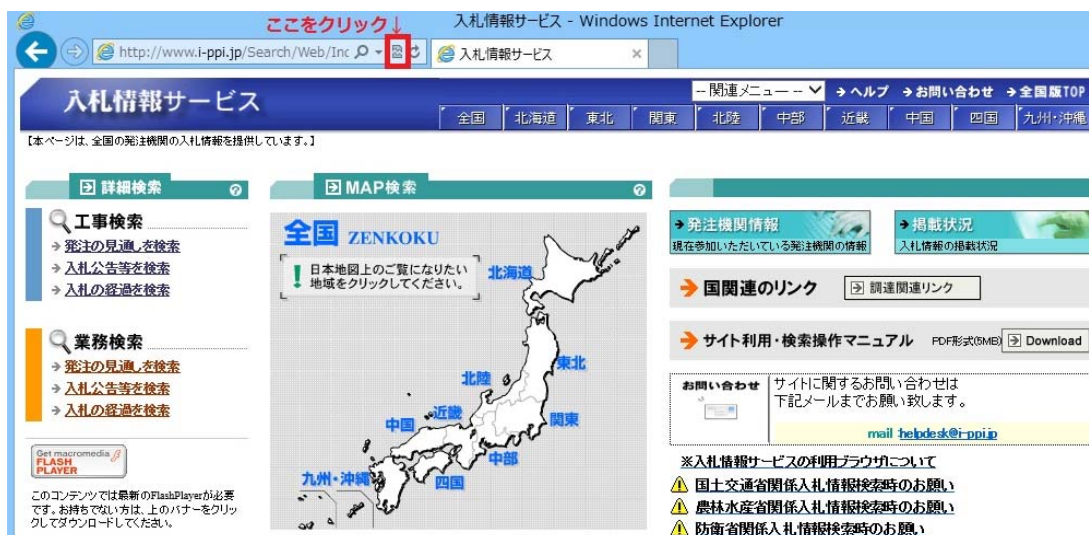 ここをクリック↓
入札情報サービス - Windows Internet Explorer
http://www.i-ppi.jp/Search/Web/Inc
入札情報サービス ×
入札情報サービス
-- 関連メニュー --
ヘルプ
お問い合わせ
全国版TOP
全国 北海道 東北 関東 北陸 中部 近畿 中国 四国 九州・沖縄
【本ページは、全国の発注機関の入札情報を提供しています。】
詳細検索
工事検索
発注の見通しを検索
入札公告等を検索
入札の経過を検索
業務検索
発注の見通しを検索
入札公告等を検索
入札の経過を検索
Get macromedia
FLASH
PLAYER
このコンテンツでは最新のFlashPlayerが必要
です。お持ちでない方は、上のバナーをクリッ
クしてダウンロードしてください。
MAP検索
全国 ZENKOKU
日本地図上のご覧になりたい
地域をクリックしてください。
北海道
東北
北陸
近畿
関東
中国
中部
九州・沖縄
四国
発注機関情報
現在参加いただいている発注機関の情報
掲載状況
入札情報の掲載状況
国関連のリンク
調達関連リンク
サイト利用・検索操作マニュアル PDF形式(5MB) Download
お問い合わせ
サイトに関するお問い合わせは
下記メールまでお願い致します。
mail :helpdesk@i-ppi.jp
※入札情報サービスの利用ブラウザについて
国土交通省関係入札情報検索時のお願い
農林水産省関係入札情報検索時のお願い
防衛省関係入札情報検索時のお願い